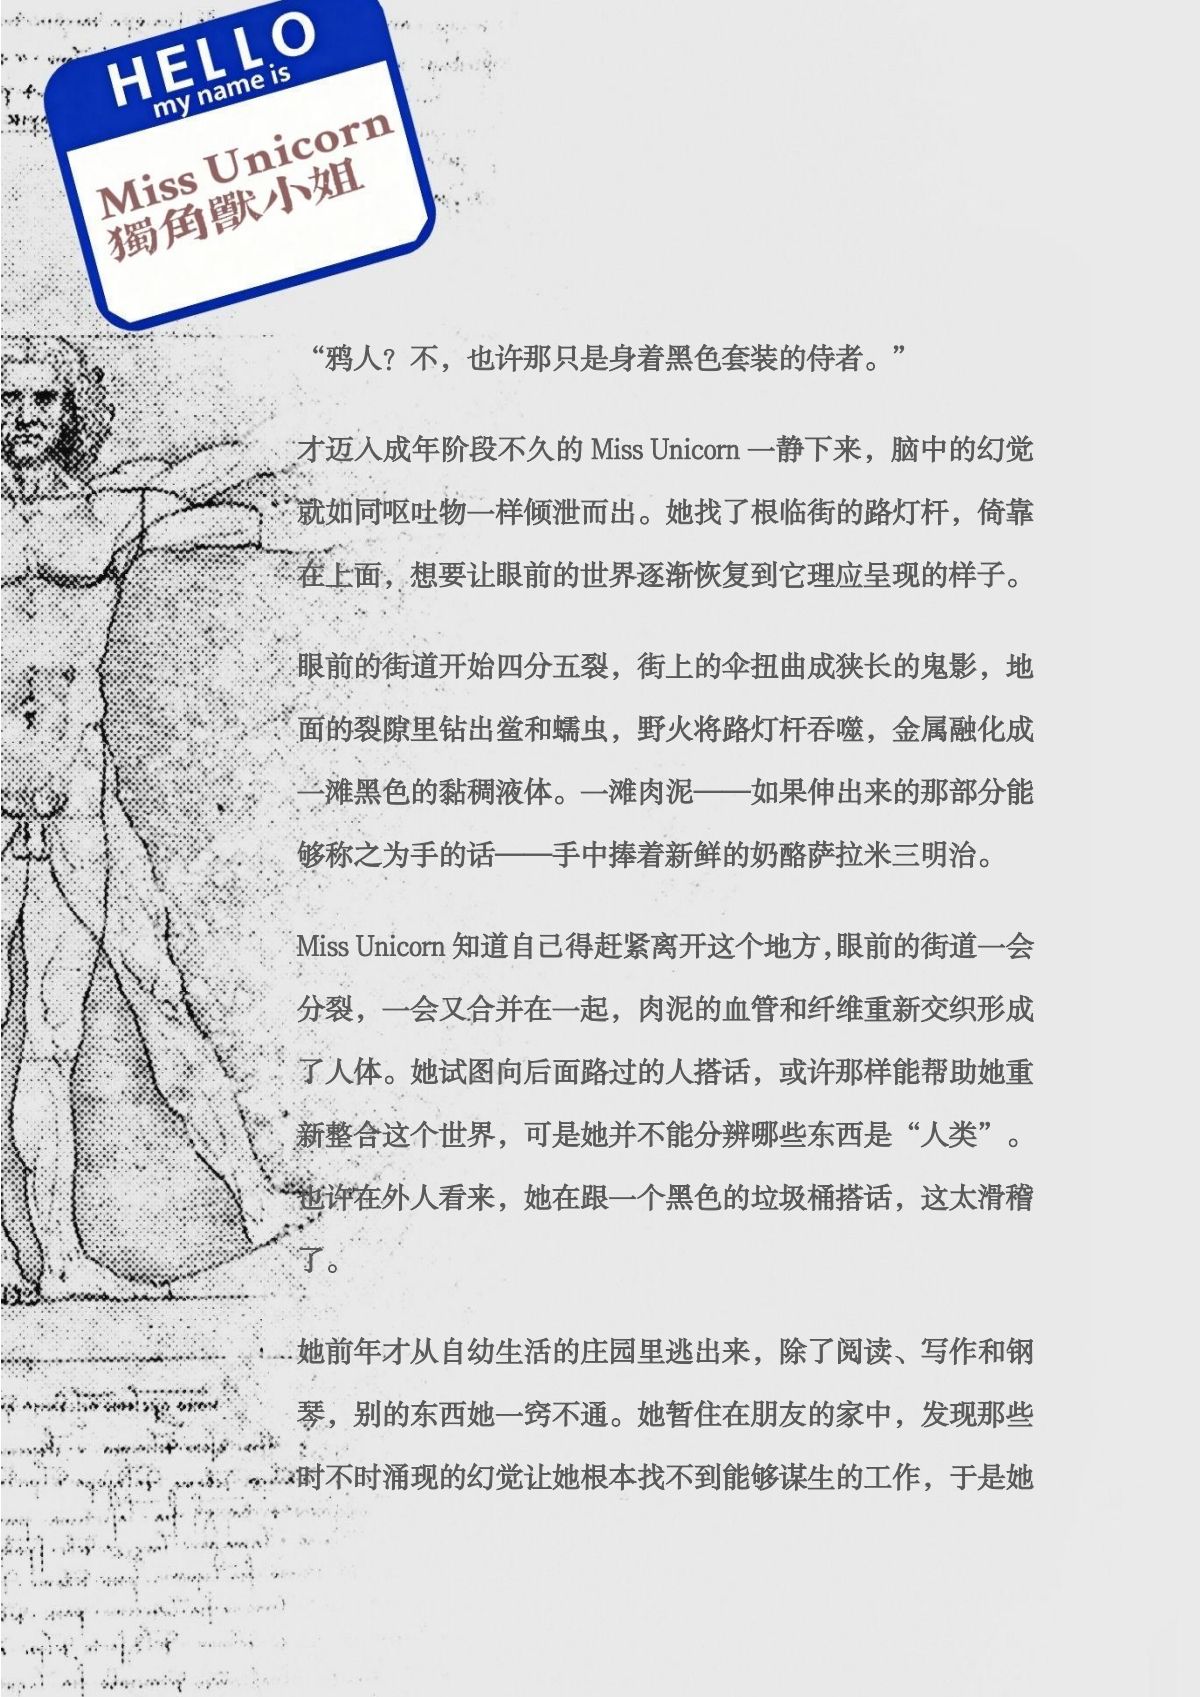 HELLO
my name is
Miss Unicorn
獨角獸小姐
“鸦人？不，也许那只是身着黑色套装的侍者。”
才迈入成年阶段不久的 Miss Unicorn 一静下来，脑中的幻觉
就如同呕吐物一样倾泄而出。她找了根临街的路灯杆，倚靠
在上面，想要让眼前的世界逐渐恢复到它理应呈现的样子。
眼前的街道开始四分五裂，街上的伞扭曲成狭长的鬼影，地
面的裂隙里钻出鲎和蠕虫，野火将路灯杆吞噬，金属融化成
一滩黑色的黏稠液体。一滩肉泥——如果伸出来的那部分能
够称之为手的话——手中捧着新鲜的奶酪萨拉米三明治。
Miss Unicorn 知道自己得赶紧离开这个地方，眼前的街道一会
分裂，一会又合并在一起，肉泥的血管和纤维重新交织形成
了人体。她试图向后面路过的人搭话，或许那样能帮助她重
新整合这个世界，可是她并不能分辨哪些东西是“人类”。
也许在外人看来，她在跟一个黑色的垃圾桶搭话，这太滑稽
了。
她前年才从自幼生活的庄园里逃出来，除了阅读、写作和钢
琴，别的东西她一窍不通。她暂住在朋友的家中，发现那些
时不时涌现的幻觉让她根本找不到能够谋生的工作，于是她